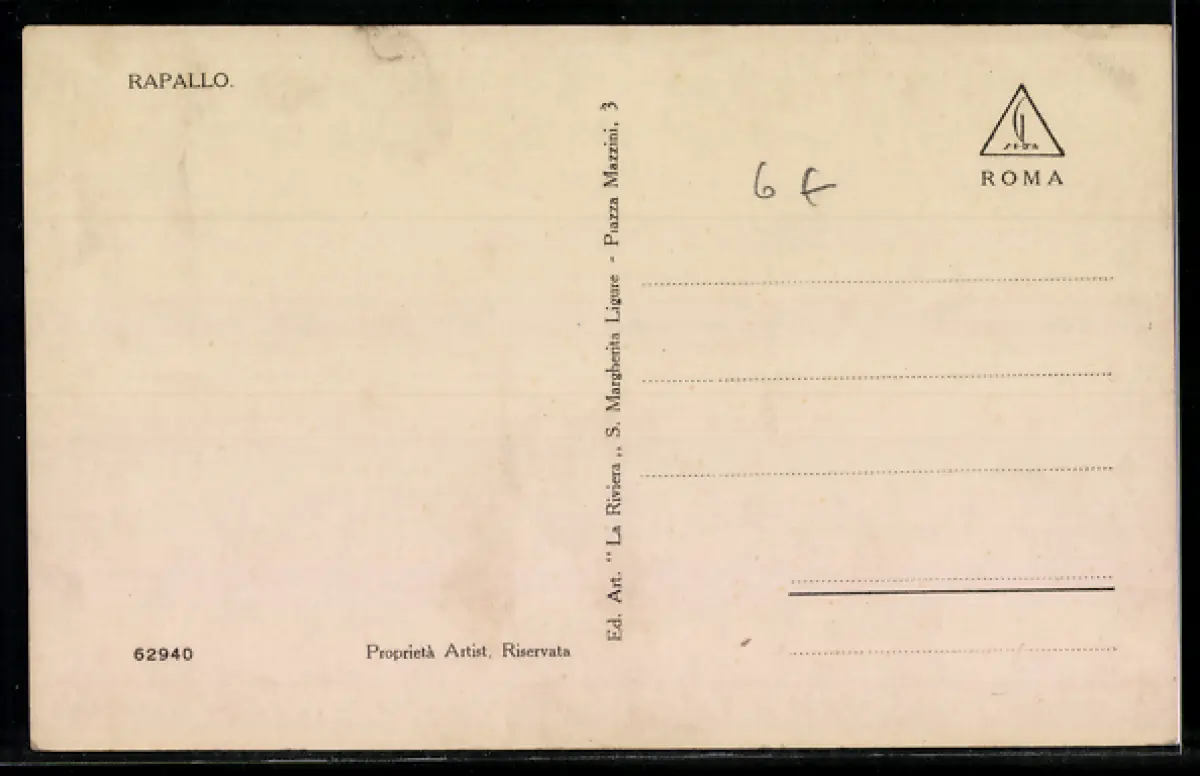 RAPALLO.
62940
Proprietà Artist. Riservata
Ed. Art. “ La Riviera „ S. Margherita Ligure - Piazza Mazzini, 3
ROMA
6 £